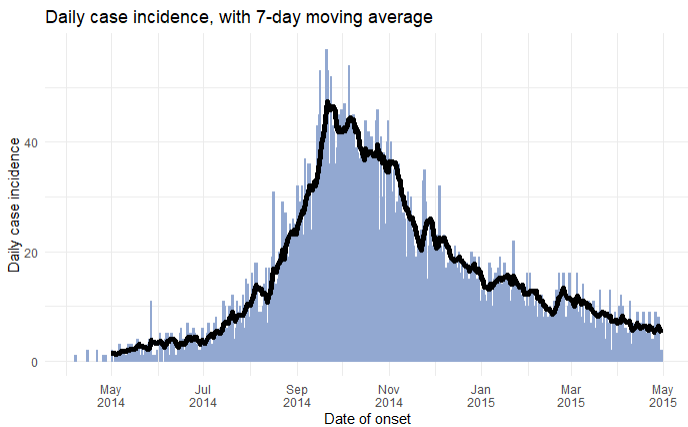 Daily case incidence, with 7-day moving average
Daily case incidence
40
20
0
May Jul Sep Nov Jan Mar May
2014 2014 2014 2014 2015 2015 2015
Date of onset